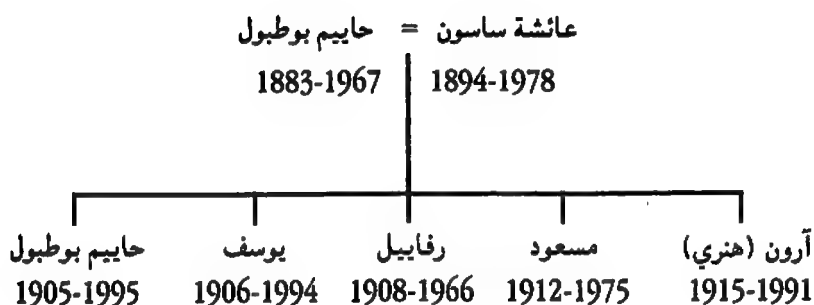 عائشة ساسون = حاييم بوطبول
1894-1978 1883-1967
آرون (هنري) مسعود رفاييل يوسف حاييم بوطبول
1915-1991 1912-1975 1908-1966 1906-1994 1905-1995